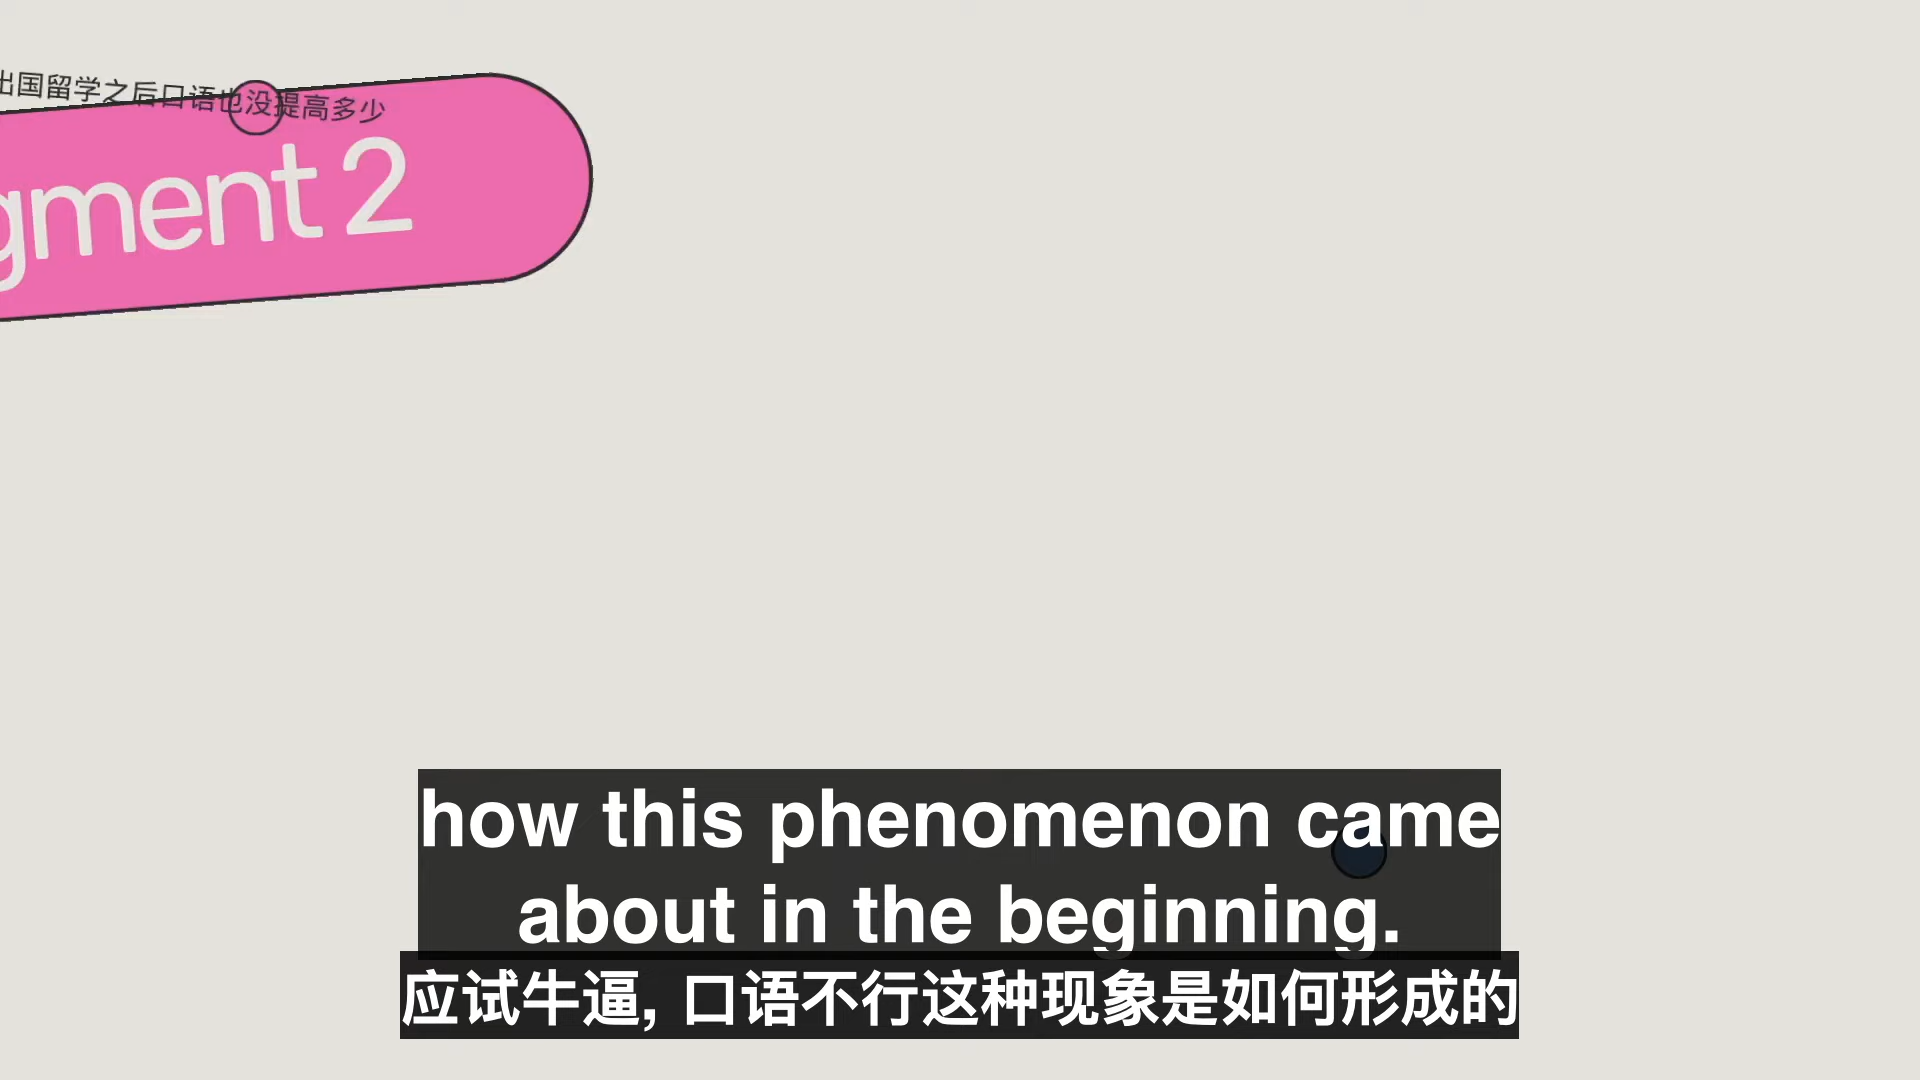 出国留学之后口语也没提高多少
gment 2
how this phenomenon came
about in the beginning.
应试牛逼, 口语不行这种现象是如何形成的